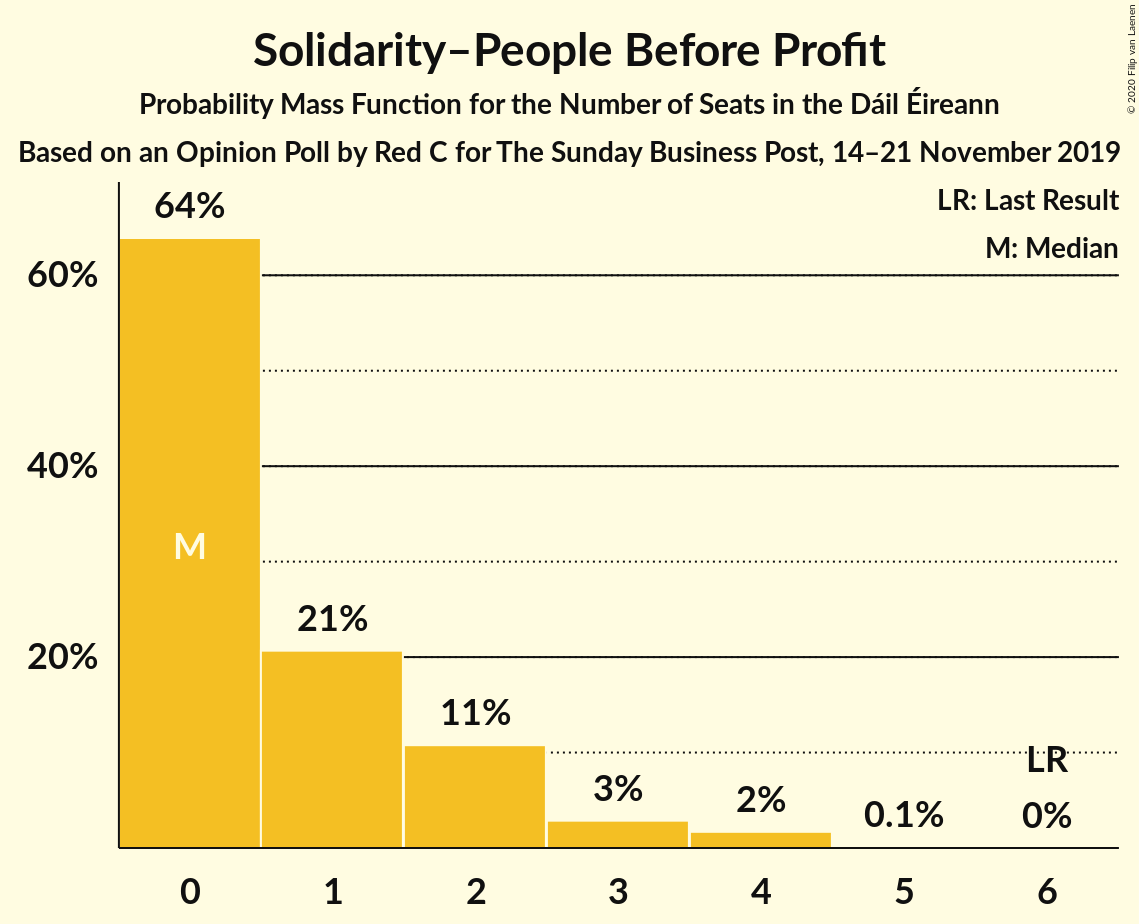 Solidarity–People Before Profit
Probability Mass Function for the Number of Seats in the Dáil Éireann
Based on an Opinion Poll by Red C for The Sunday Business Post, 14–21 November 2019
© 2020 Filip van Laenen
LR: Last Result
M: Median
64%
60%
40%
M
21%
20%
11%
3%
2%
0.1%
LR
0%
0 1 2 3 4 5 6